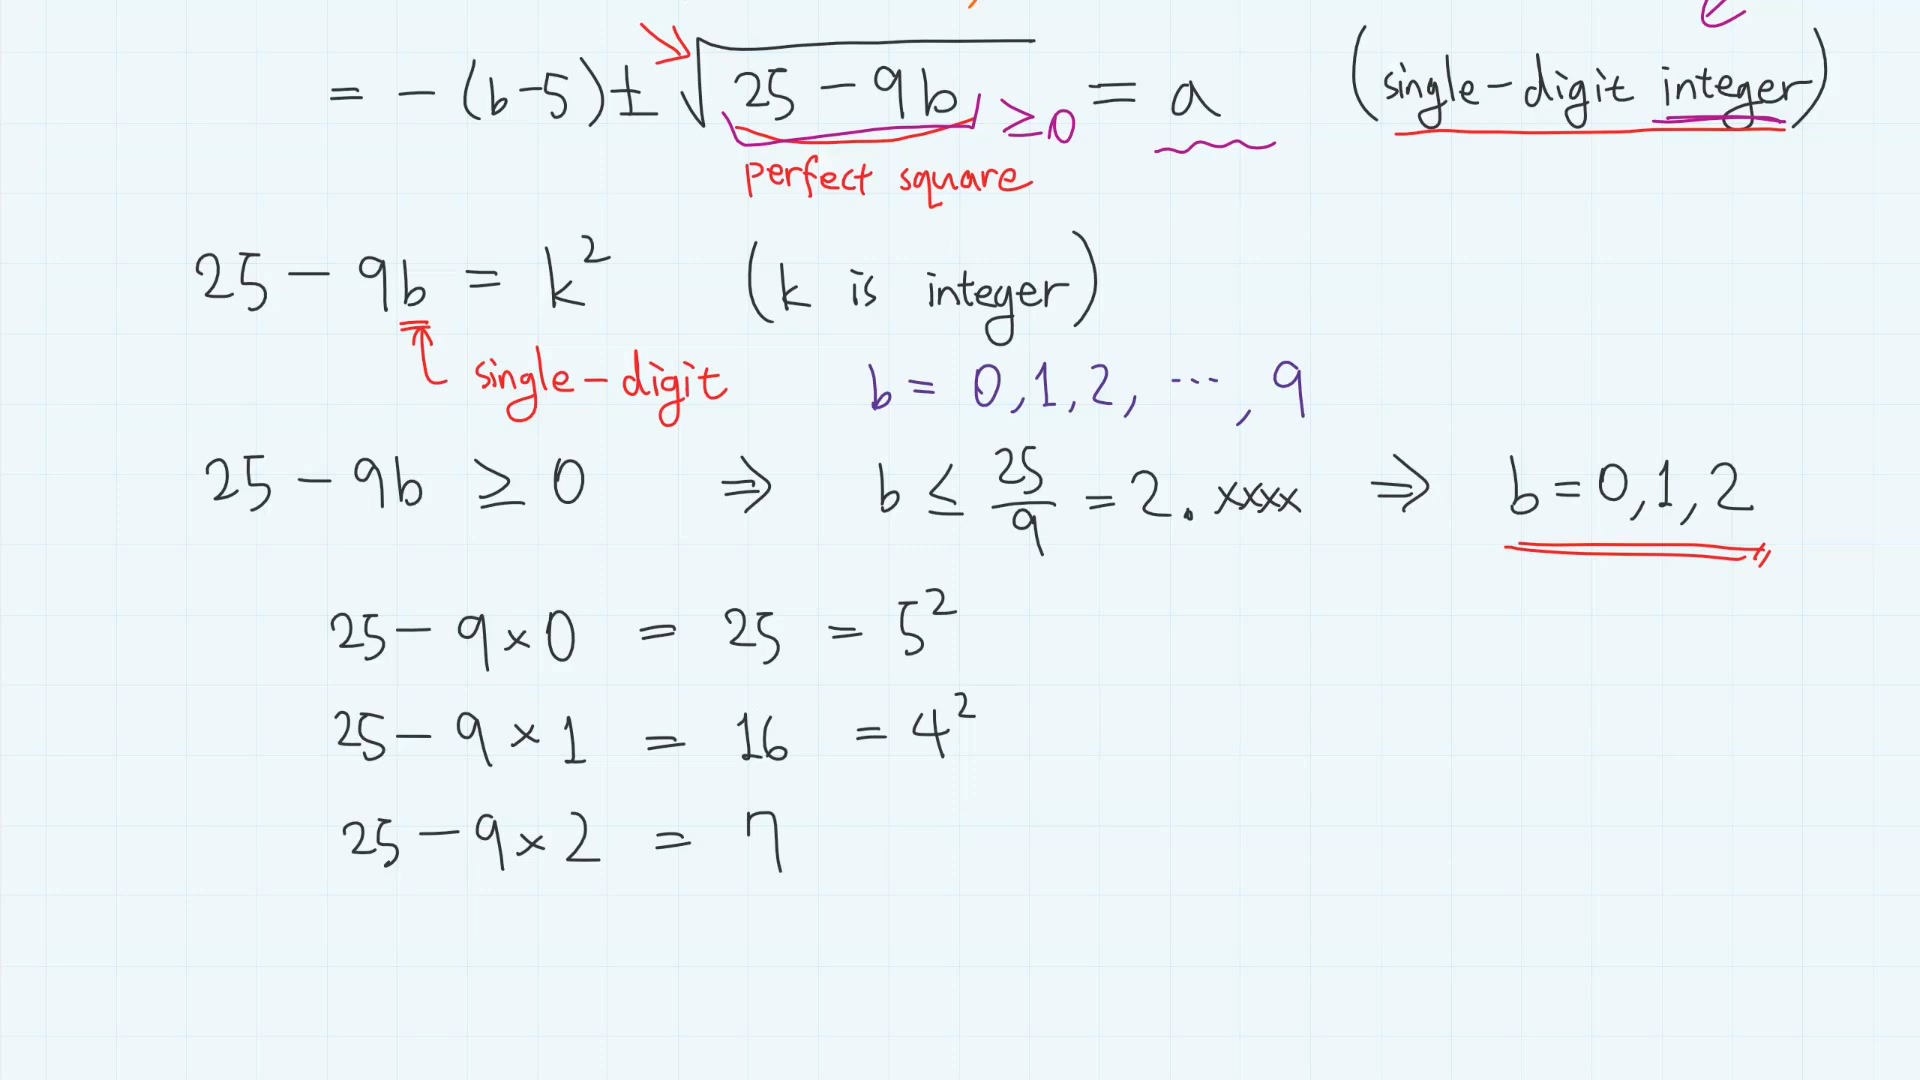 = - (b-5) ± √25 - 9b = a (single-digit integer)
≥0
perfect square
25 - 9b = k² (k is integer)
single-digit b = 0,1,2, ⋯, 9
25 - 9b ≥ 0 ⇒ b ≤ 25/9 = 2.xxxx ⇒ b=0,1,2
25 - 9×0 = 25 = 5²
25 - 9×1 = 16 = 4²
25 - 9×2 = 7